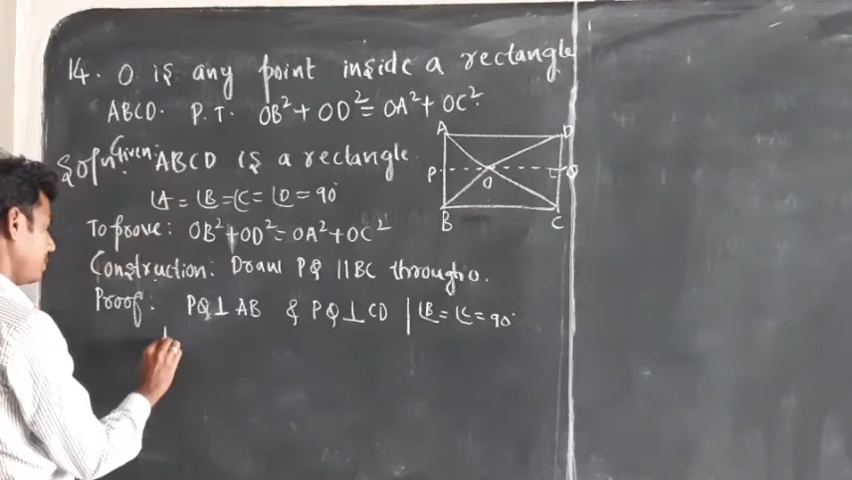 14. O is any point inside a rectangle
ABCD. P.T. OB²+ OD²= OA²+ OC².
Soln Given: ABCD is a rectangle
∠A = ∠B = ∠C = ∠D = 90°
To prove: OB²+OD²= OA²+OC²
Construction: Draw PQ ∥ BC through O.
Proof: PQ⊥AB & PQ⊥CD | ∠B = ∠C = 90°
A D
P O Q
B C